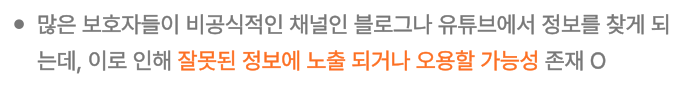 • 많은 보호자들이 비공식적인 채널인 블로그나 유튜브에서 정보를 찾게 되
는데, 이로 인해 잘못된 정보에 노출 되거나 오용할 가능성 존재 O